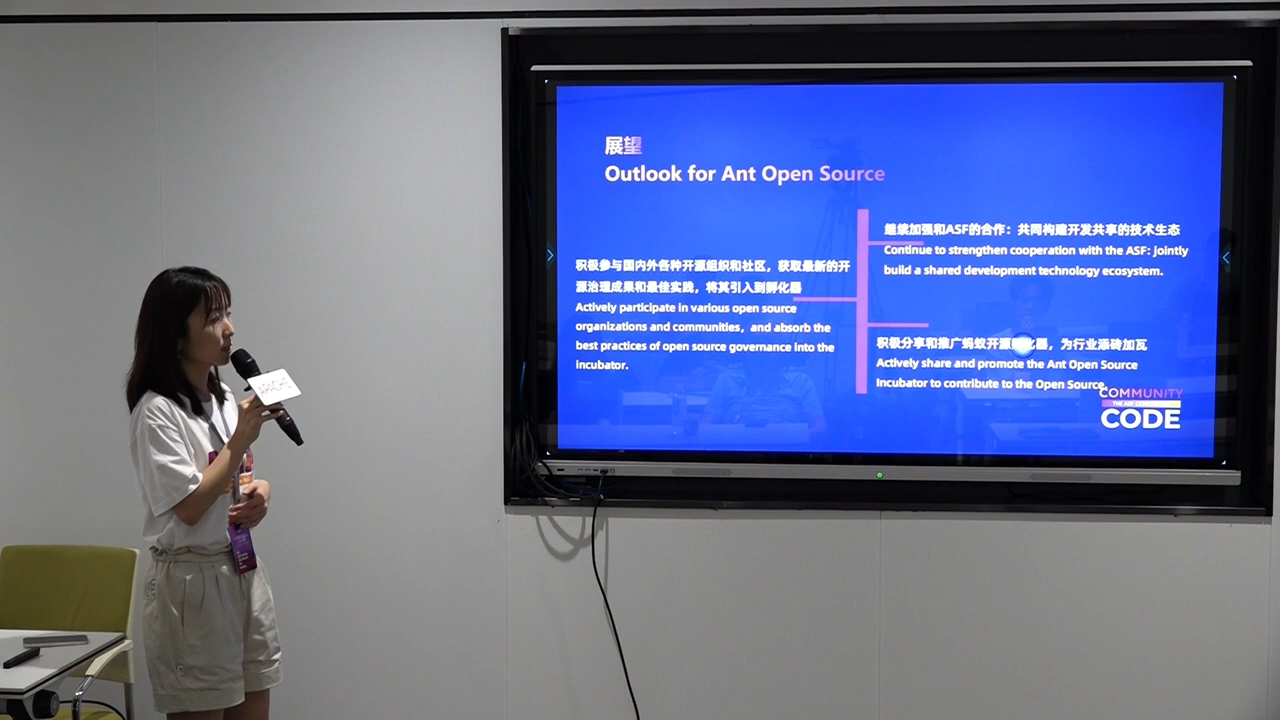 展望
Outlook for Ant Open Source
积极参与国内外各种开源组织和社区，获取最新的开
源治理成果和最佳实践，将其引入到孵化器
Actively participate in various open source
organizations and communities, and absorb the
best practices of open source governance into the
incubator.
继续加强和ASF的合作：共同构建开发共享的技术生态
Continue to strengthen cooperation with the ASF: jointly
build a shared development technology ecosystem.
积极分享和推广蚂蚁开源孵化器，为行业添砖加瓦
Actively share and promote the Ant Open Source
Incubator to contribute to the Open Source.
COMMUNITY
THE ASF CONFERENCE
CODE
APACHE